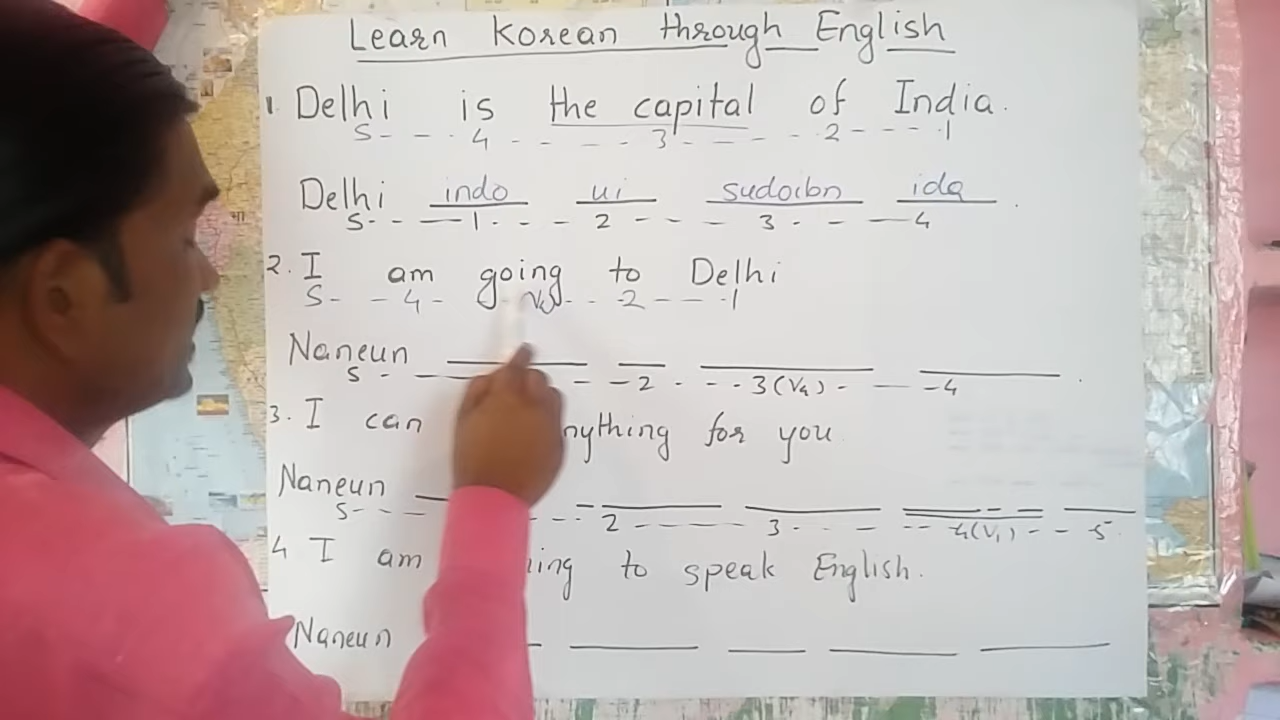 Learn Korean through English
1. Delhi is the capital of India.
S 4 3 2 1
Delhi indo ui sudoibn ida .
S 1 2 3 4
2. I am going to Delhi
S 4 V4 2 1
Naneun
S 2 3(V4) 4
3. I can for you
Naneun
S 2 3 4(V1) 5
4 I am to speak English.
Naneun